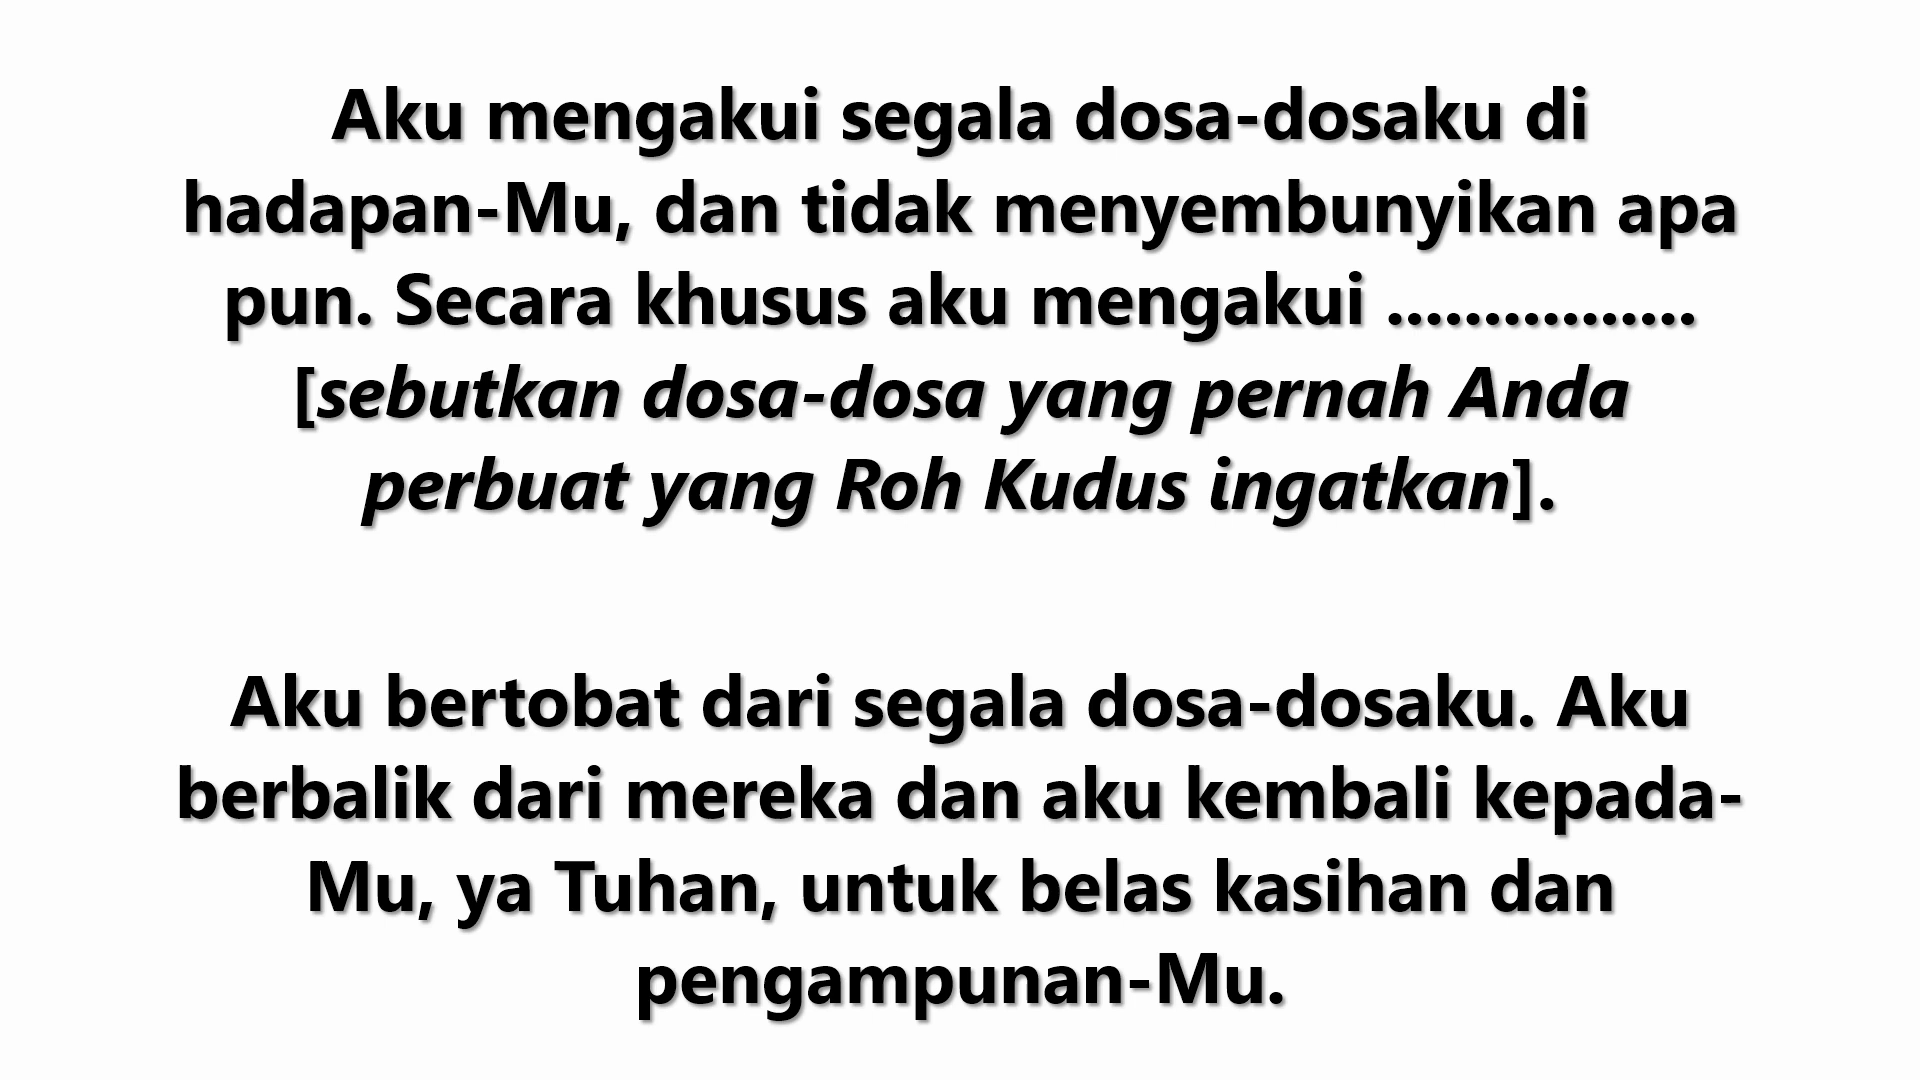 Aku mengakui segala dosa-dosaku di
hadapan-Mu, dan tidak menyembunyikan apa
pun. Secara khusus aku mengakui ................
[sebutkan dosa-dosa yang pernah Anda
perbuat yang Roh Kudus ingatkan].
Aku bertobat dari segala dosa-dosaku. Aku
berbalik dari mereka dan aku kembali kepada-
Mu, ya Tuhan, untuk belas kasihan dan
pengampunan-Mu.